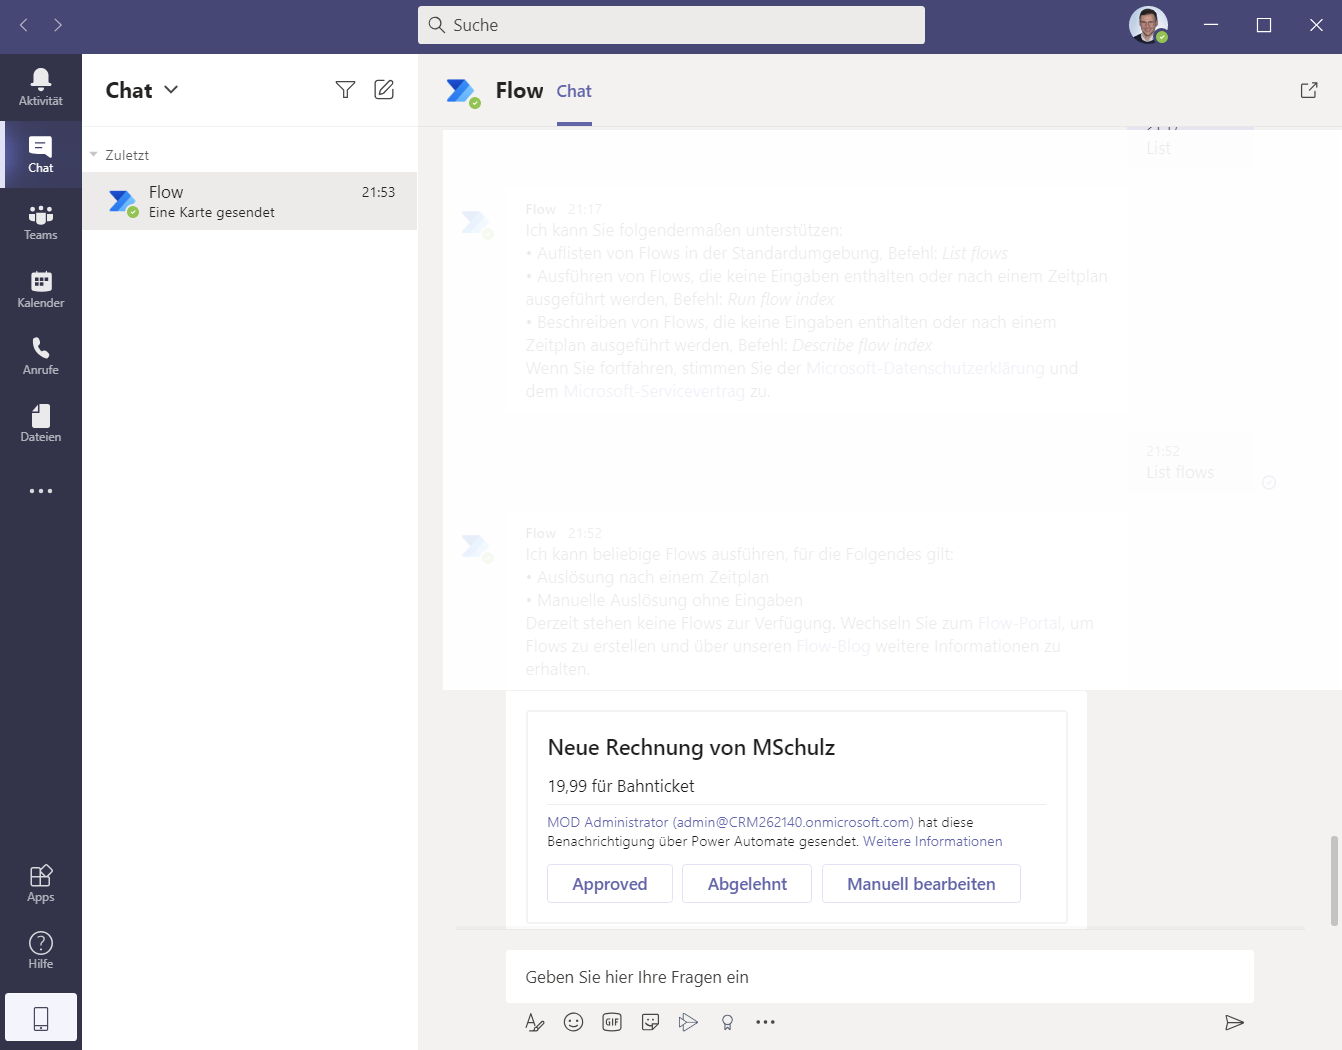 Suche
Aktivität
Chat
Teams
Kalender
Anrufe
Dateien
Apps
Hilfe
Chat
Zuletzt
Flow 21:53
Eine Karte gesendet
Flow Chat
List
Flow 21:17
Ich kann Sie folgendermaßen unterstützen:
• Auflisten von Flows in der Standardumgebung, Befehl: List flows
• Ausführen von Flows, die keine Eingaben enthalten oder nach einem Zeitplan
ausgeführt werden, Befehl: Run flow index
• Beschreiben von Flows, die keine Eingaben enthalten oder nach einem
Zeitplan ausgeführt werden, Befehl: Describe flow index
Wenn Sie fortfahren, stimmen Sie der Microsoft-Datenschutzerklärung und
dem Microsoft-Servicevertrag zu.
21:52
List flows
Flow 21:52
Ich kann beliebige Flows ausführen, für die Folgendes gilt:
• Auslösung nach einem Zeitplan
• Manuelle Auslösung ohne Eingaben
Derzeit stehen keine Flows zur Verfügung. Wechseln Sie zum Flow-Portal, um
Flows zu erstellen und über unseren Flow-Blog weitere Informationen zu
erhalten.
Neue Rechnung von MSchulz
19,99 für Bahnticket
MOD Administrator (admin@CRM262140.onmicrosoft.com) hat diese
Benachrichtigung über Power Automate gesendet. Weitere Informationen
Approved Abgelehnt Manuell bearbeiten
Geben Sie hier Ihre Fragen ein
GIF